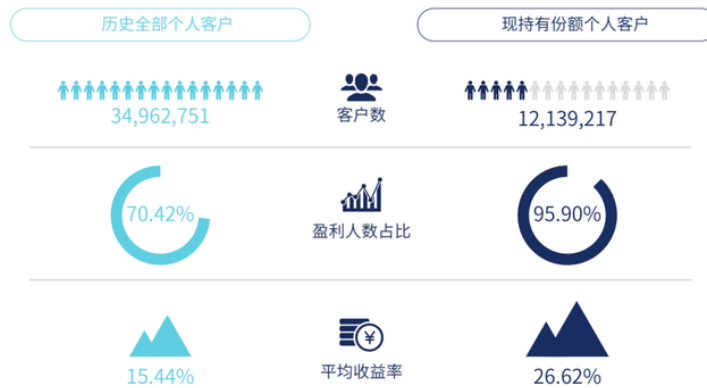 历史全部个人客户
现持有份额个人客户
34,962,751
客户数
12,139,217
70.42%
盈利人数占比
95.90%
¥
15.44%
平均收益率
26.62%